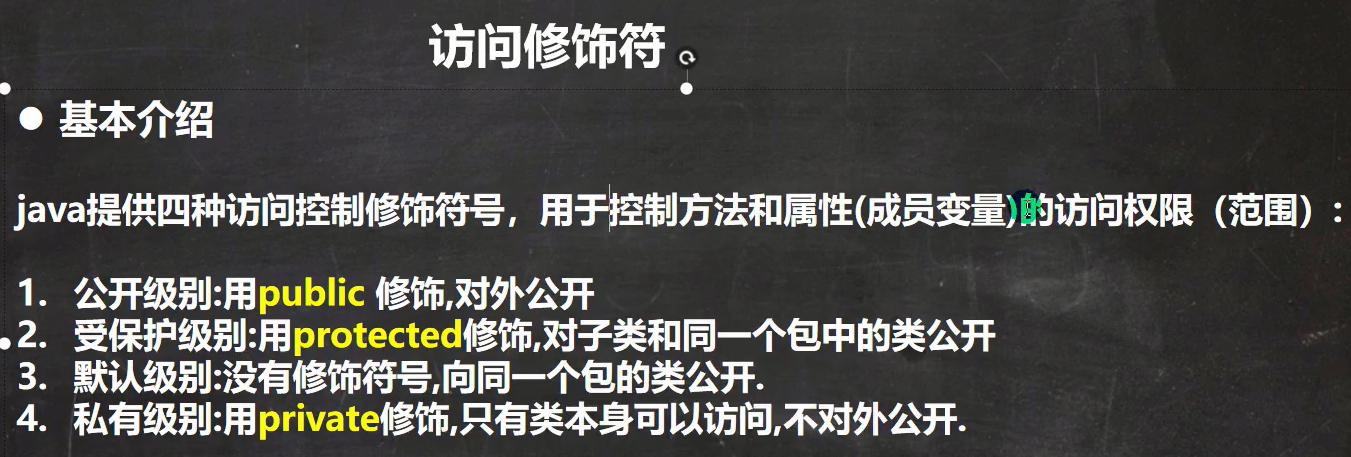 访问修饰符
● 基本介绍
java提供四种访问控制修饰符号，用于控制方法和属性(成员变量)的访问权限（范围）:
1. 公开级别:用public 修饰,对外公开
2. 受保护级别:用protected修饰,对子类和同一个包中的类公开
3. 默认级别:没有修饰符号,向同一个包的类公开.
4. 私有级别:用private修饰,只有类本身可以访问,不对外公开.